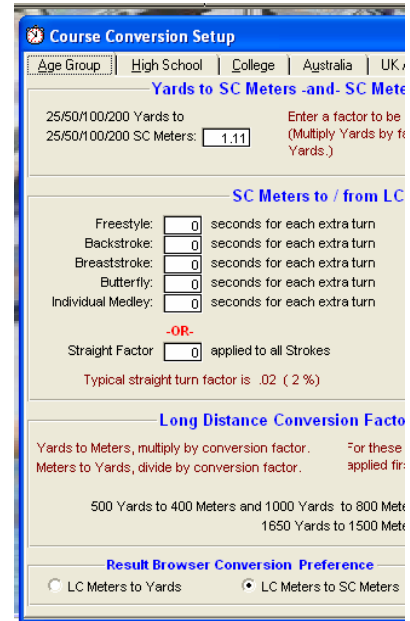 Course Conversion Setup
Age Group High School College Australia UK
Yards to SC Meters -and- SC Mete
25/50/100/200 Yards to
25/50/100/200 SC Meters: 1.11
Enter a factor to be
(Multiply Yards by fa
Yards.)
SC Meters to / from LC
Freestyle: 0 seconds for each extra turn
Backstroke: 0 seconds for each extra turn
Breaststroke: 0 seconds for each extra turn
Butterfly: 0 seconds for each extra turn
Individual Medley: 0 seconds for each extra turn
-OR-
Straight Factor 0 applied to all Strokes
Typical straight turn factor is .02 ( 2 %)
Long Distance Conversion Facto
Yards to Meters, multiply by conversion factor.
Meters to Yards, divide by conversion factor.
For these
applied firs
500 Yards to 400 Meters and 1000 Yards to 800 Mete
1650 Yards to 1500 Mete
Result Browser Conversion Preference
LC Meters to Yards LC Meters to SC Meters